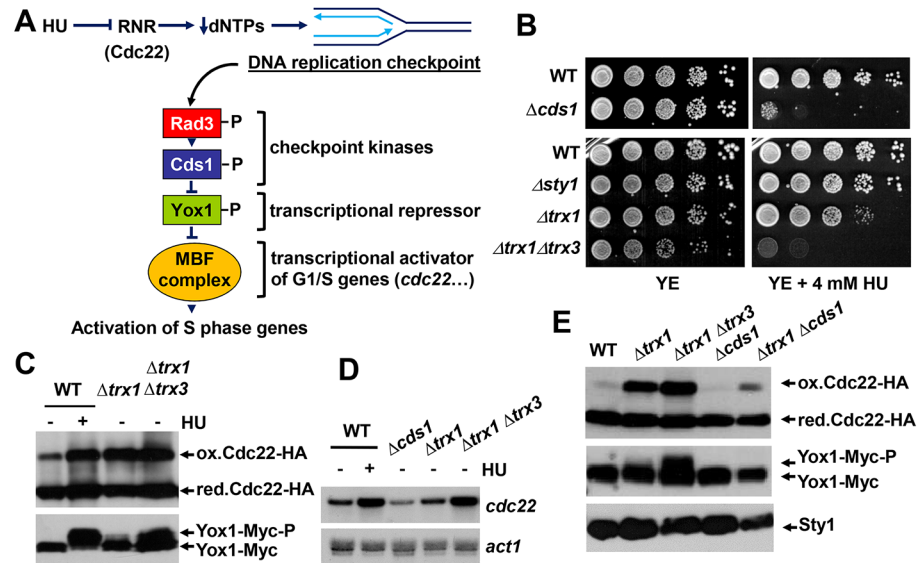 A
HU RNR ↓dNTPs
(Cdc22)
DNA replication checkpoint
Rad3 -P
Cds1 -P
checkpoint kinases
Yox1 -P
transcriptional repressor
MBF
complex
transcriptional activator
of G1/S genes (cdc22…)
Activation of S phase genes
B
WT
Δcds1
WT
Δsty1
Δtrx1
Δtrx1Δtrx3
YE YE + 4 mM HU
C
WT Δtrx1 Δtrx1 Δtrx3
- + - - HU
ox.Cdc22-HA
red.Cdc22-HA
Yox1-Myc-P
Yox1-Myc
D
WT Δcds1 Δtrx1 Δtrx1 Δtrx3
- + - - - HU
cdc22
act1
E
WT Δtrx1 Δtrx1 Δtrx3 Δcds1 Δtrx1 Δcds1
ox.Cdc22-HA
red.Cdc22-HA
Yox1-Myc-P
Yox1-Myc
Sty1